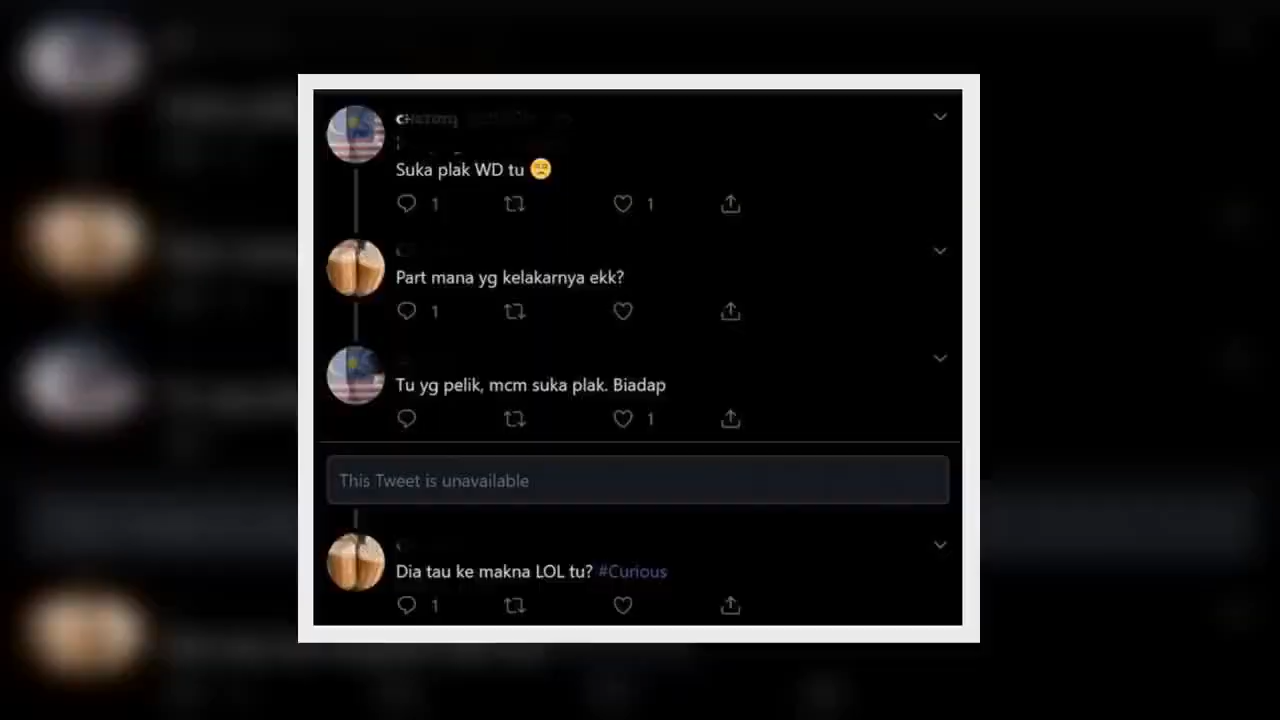 Suka plak WD tu 😒
1 1
Part mana yg kelakarnya ekk?
1
Tu yg pelik, mcm suka plak. Biadap
1
This Tweet is unavailable
Dia tau ke makna LOL tu? #Curious
1